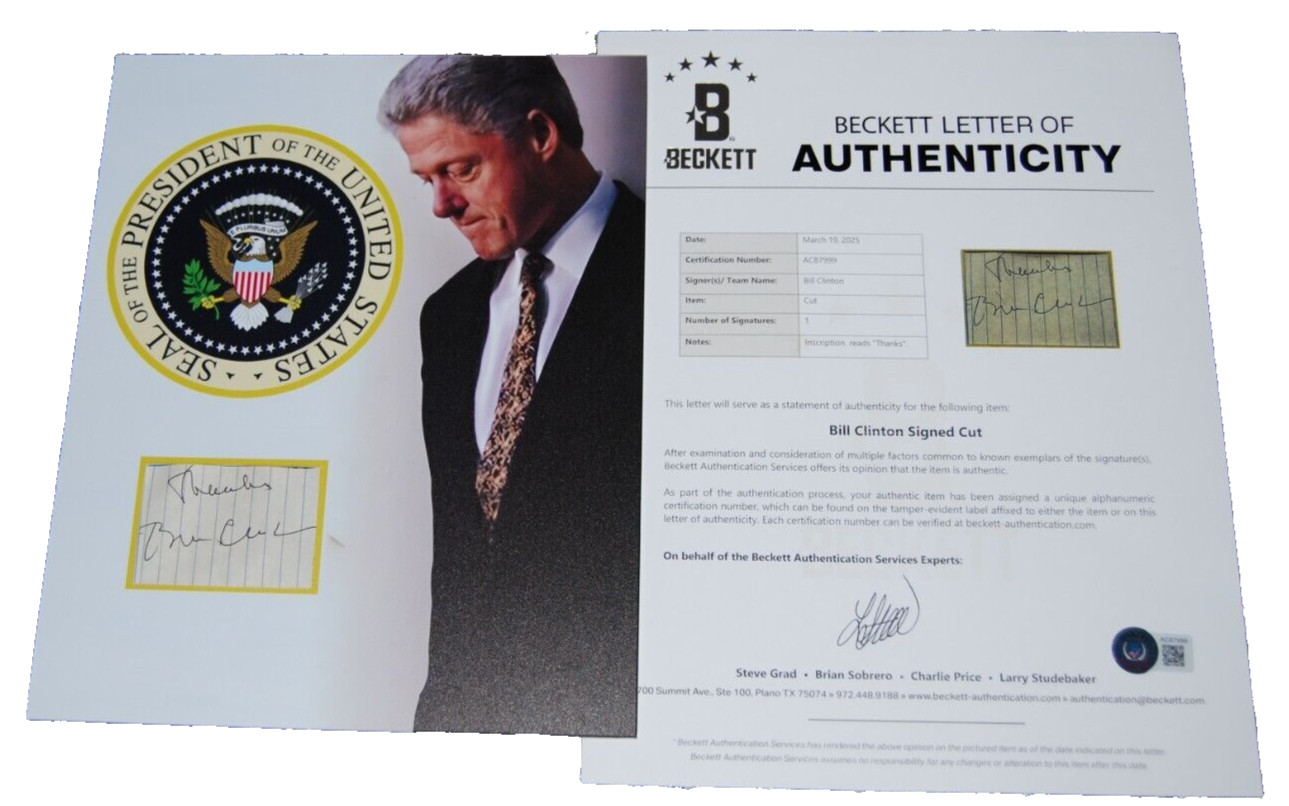 SEAL OF THE PRESIDENT OF THE UNITED STATES
E PLURIBUS UNUM
Thanks
Bill Clinton
B
BECKETT
BECKETT LETTER OF
AUTHENTICITY
Date: March 19, 2025
Certification Number: AC87999
Signer(s)/ Team Name: Bill Clinton
Item: Cut
Number of Signatures: 1
Notes: Inscription reads "Thanks".
Thanks
Bill Clinton
This letter will serve as a statement of authenticity for the following item:
Bill Clinton Signed Cut
After examination and consideration of multiple factors common to known exemplars of the signature(s),
Beckett Authentication Services offers its opinion that the item is authentic.
As part of the authentication process, your authentic item has been assigned a unique alphanumeric
certification number, which can be found on the tamper-evident label affixed to either the item or on this
letter of authenticity. Each certification number can be verified at beckett-authentication.com.
On behalf of the Beckett Authentication Services Experts:
Steve Grad • Brian Sobrero • Charlie Price • Larry Studebaker
700 Summit Ave., Ste 100, Plano TX 75074 » 972.448.9188 » www.beckett-authentication.com » authentication@beckett.com
AC87999
* Beckett Authentication Services has rendered the above opinion on the pictured item as of the date indicated on this letter.
Beckett Authentication Services assumes no responsibility for any changes or alteration to this item after this date.